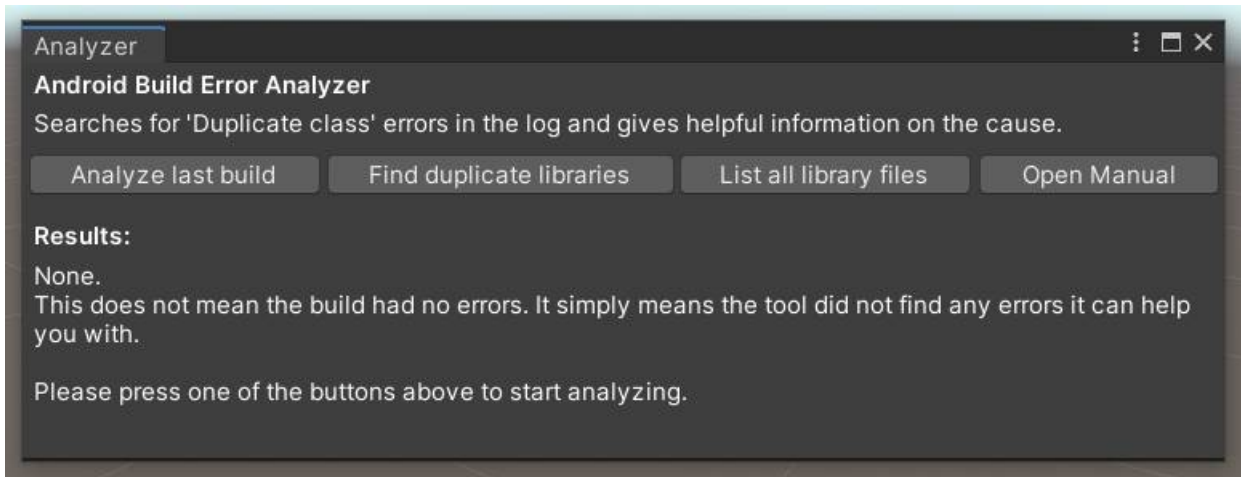 Analyzer
Android Build Error Analyzer
Searches for 'Duplicate class' errors in the log and gives helpful information on the cause.
Analyze last build Find duplicate libraries List all library files Open Manual
Results:
None.
This does not mean the build had no errors. It simply means the tool did not find any errors it can help
you with.
Please press one of the buttons above to start analyzing.